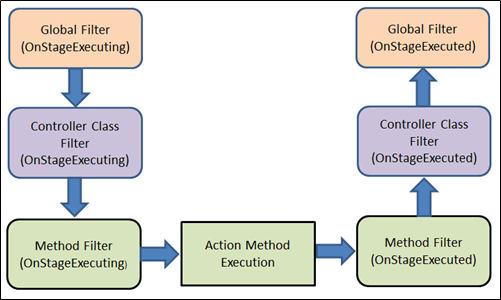 Global Filter
(OnStageExecuting)
Controller Class
Filter
(OnStageExecuting)
Method Filter
(OnStageExecuting)
Action Method
Execution
Method Filter
(OnStageExecuted)
Controller Class
Filter
(OnStageExecuted)
Global Filter
(OnStageExecuted)